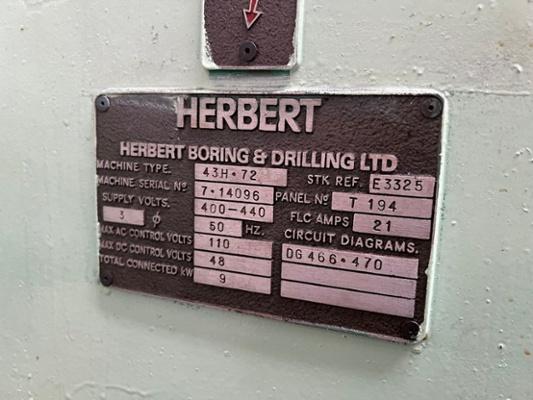 HERBERT
HERBERT BORING & DRILLING LTD
MACHINE TYPE. 43H·72 STK REF. E3325
MACHINE SERIAL Nº 7·14096 PANEL Nº T 194
SUPPLY VOLTS. 400-440 FLC AMPS 21
3 Ø 50 HZ. CIRCUIT DIAGRAMS.
MAX AC CONTROL VOLTS 110 DG 466·470
MAX DC CONTROL VOLTS 48
TOTAL CONNECTED kW 9